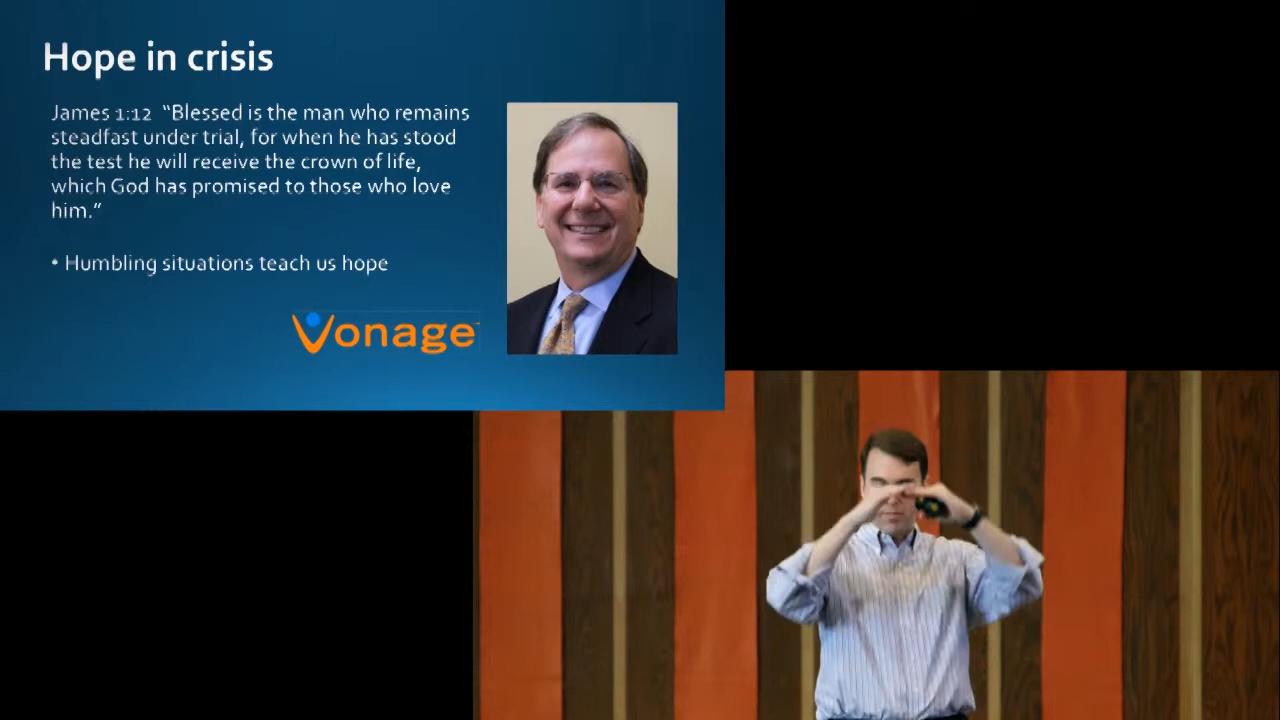 Hope in crisis
James 1:12 “Blessed is the man who remains
steadfast under trial, for when he has stood
the test he will receive the crown of life,
which God has promised to those who love
him.”
• Humbling situations teach us hope
Vonage